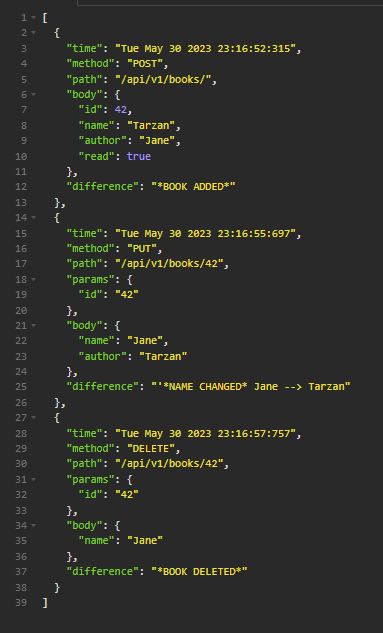 1 [
2 {
3 "time": "Tue May 30 2023 23:16:52:315",
4 "method": "POST",
5 "path": "/api/v1/books/",
6 "body": {
7 "id": 42,
8 "name": "Tarzan",
9 "author": "Jane",
10 "read": true
11 },
12 "difference": "*BOOK ADDED*"
13 },
14 {
15 "time": "Tue May 30 2023 23:16:55:697",
16 "method": "PUT",
17 "path": "/api/v1/books/42",
18 "params": {
19 "id": "42"
20 },
21 "body": {
22 "name": "Jane",
23 "author": "Tarzan"
24 },
25 "difference": "'*NAME CHANGED* Jane --> Tarzan"
26 },
27 {
28 "time": "Tue May 30 2023 23:16:57:757",
29 "method": "DELETE",
30 "path": "/api/v1/books/42",
31 "params": {
32 "id": "42"
33 },
34 "body": {
35 "name": "Jane"
36 },
37 "difference": "*BOOK DELETED*"
38 }
39 ]